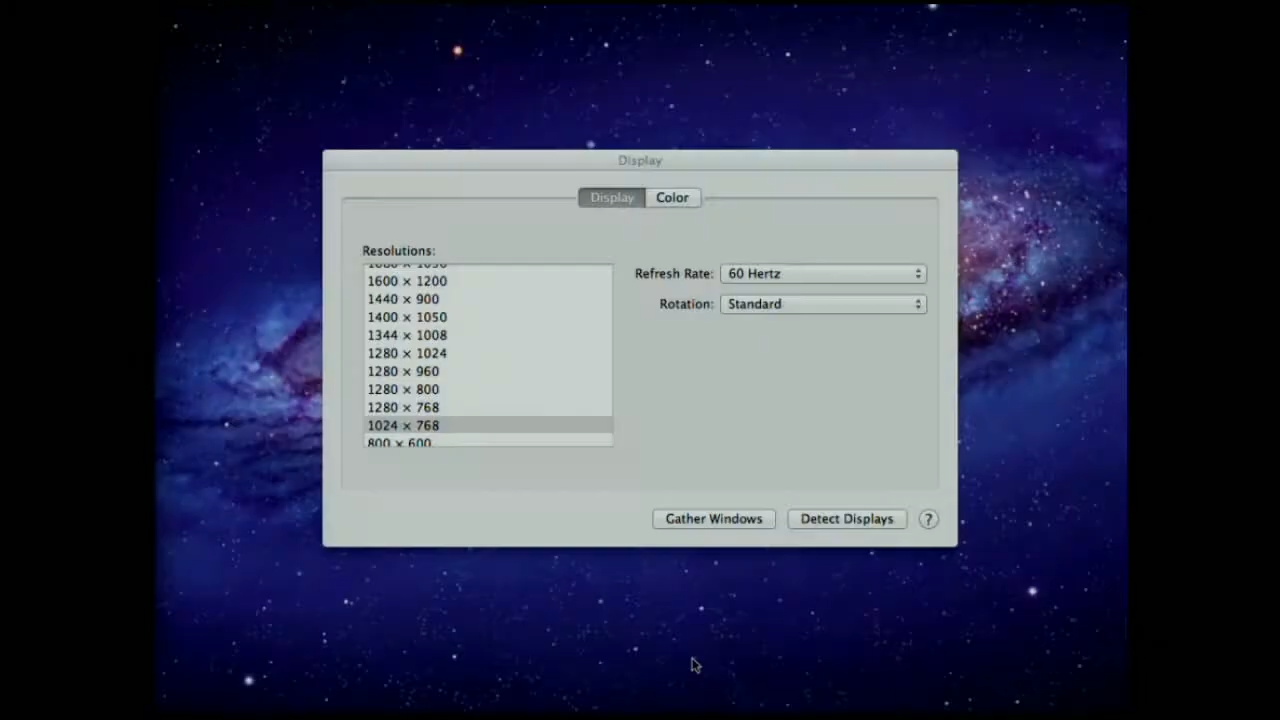 Display
Display Color
Resolutions:
1600 × 1200
1440 × 900
1400 × 1050
1344 × 1008
1280 × 1024
1280 × 960
1280 × 800
1280 × 768
1024 × 768
800 × 600
Refresh Rate: 60 Hertz
Rotation: Standard
Gather Windows Detect Displays ?